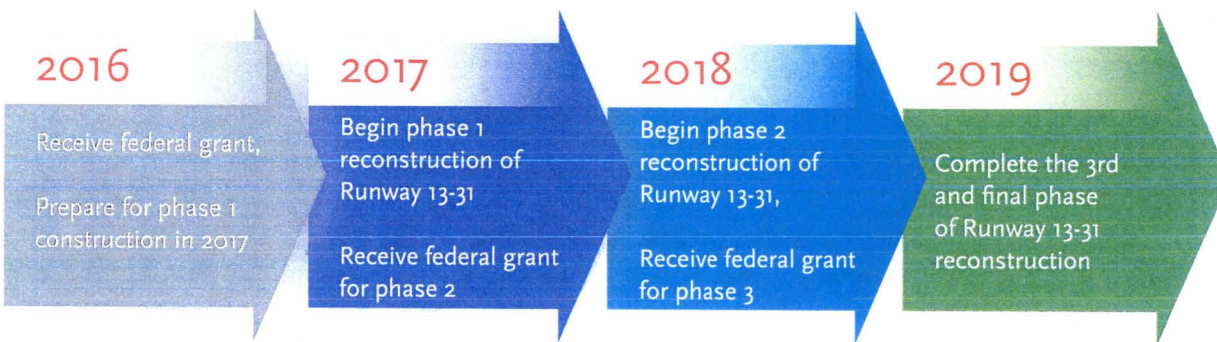 2016
Receive federal grant,
Prepare for phase 1
construction in 2017
2017
Begin phase 1
reconstruction of
Runway 13-31
Receive federal grant
for phase 2
2018
Begin phase 2
reconstruction of
Runway 13-31,
Receive federal grant
for phase 3
2019
Complete the 3rd
and final phase
of Runway 13-31
reconstruction